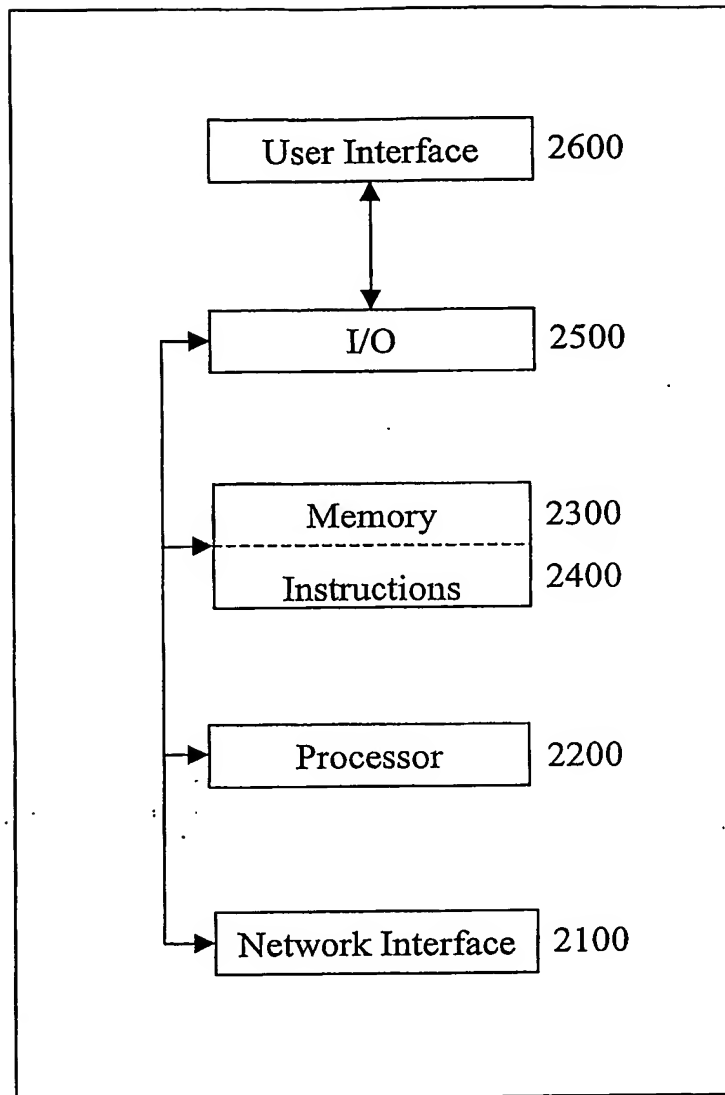 User Interface 2600
I/O 2500
Memory 2300
Instructions 2400
Processor 2200
Network Interface 2100